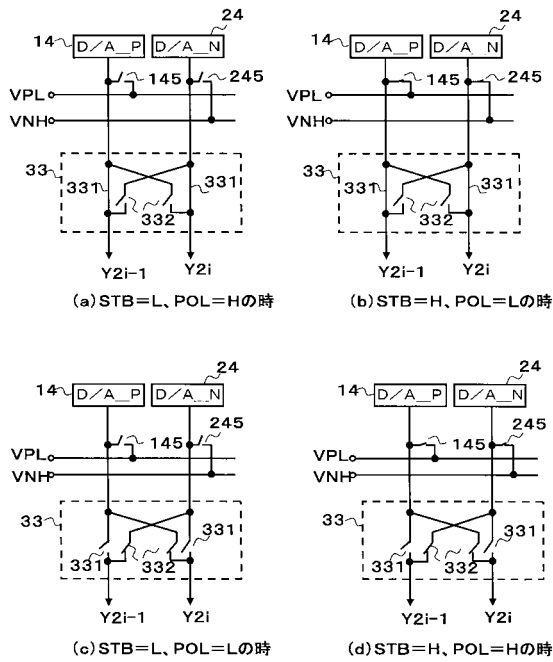 14 24 24
D/A_P D/A_N 14 D/A_P D/A_N
145 245 145 245
VPL VPL
VNH VNH
33 331 331 33 331 331
332 332
Y2i-1 Y2i Y2i-1 Y2i
(a)STB=L、POL=Hの時 (b)STB=H、POL=Lの時
24 24
14 D/A_P D/A_N 14 D/A_P D/A_N
145 245 145 245
VPL VPL
VNH VNH
33 331 33 331
331 332 331 332
Y2i-1 Y2i Y2i-1 Y2i
(c)STB=L、POL=Lの時 (d)STB=H、POL=Hの時